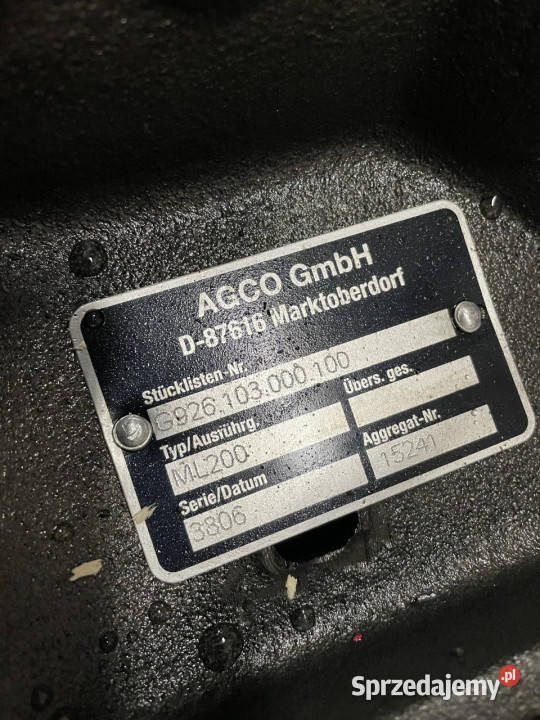 AGCO GmbH
D-87616 Marktoberdorf
Stücklisten-Nr.
G926.103.000.100
Typ/Ausführg.
Übers. ges.
ML200
Serie/Datum
Aggregat-Nr.
3806
15241
Sprzedajemy.pl